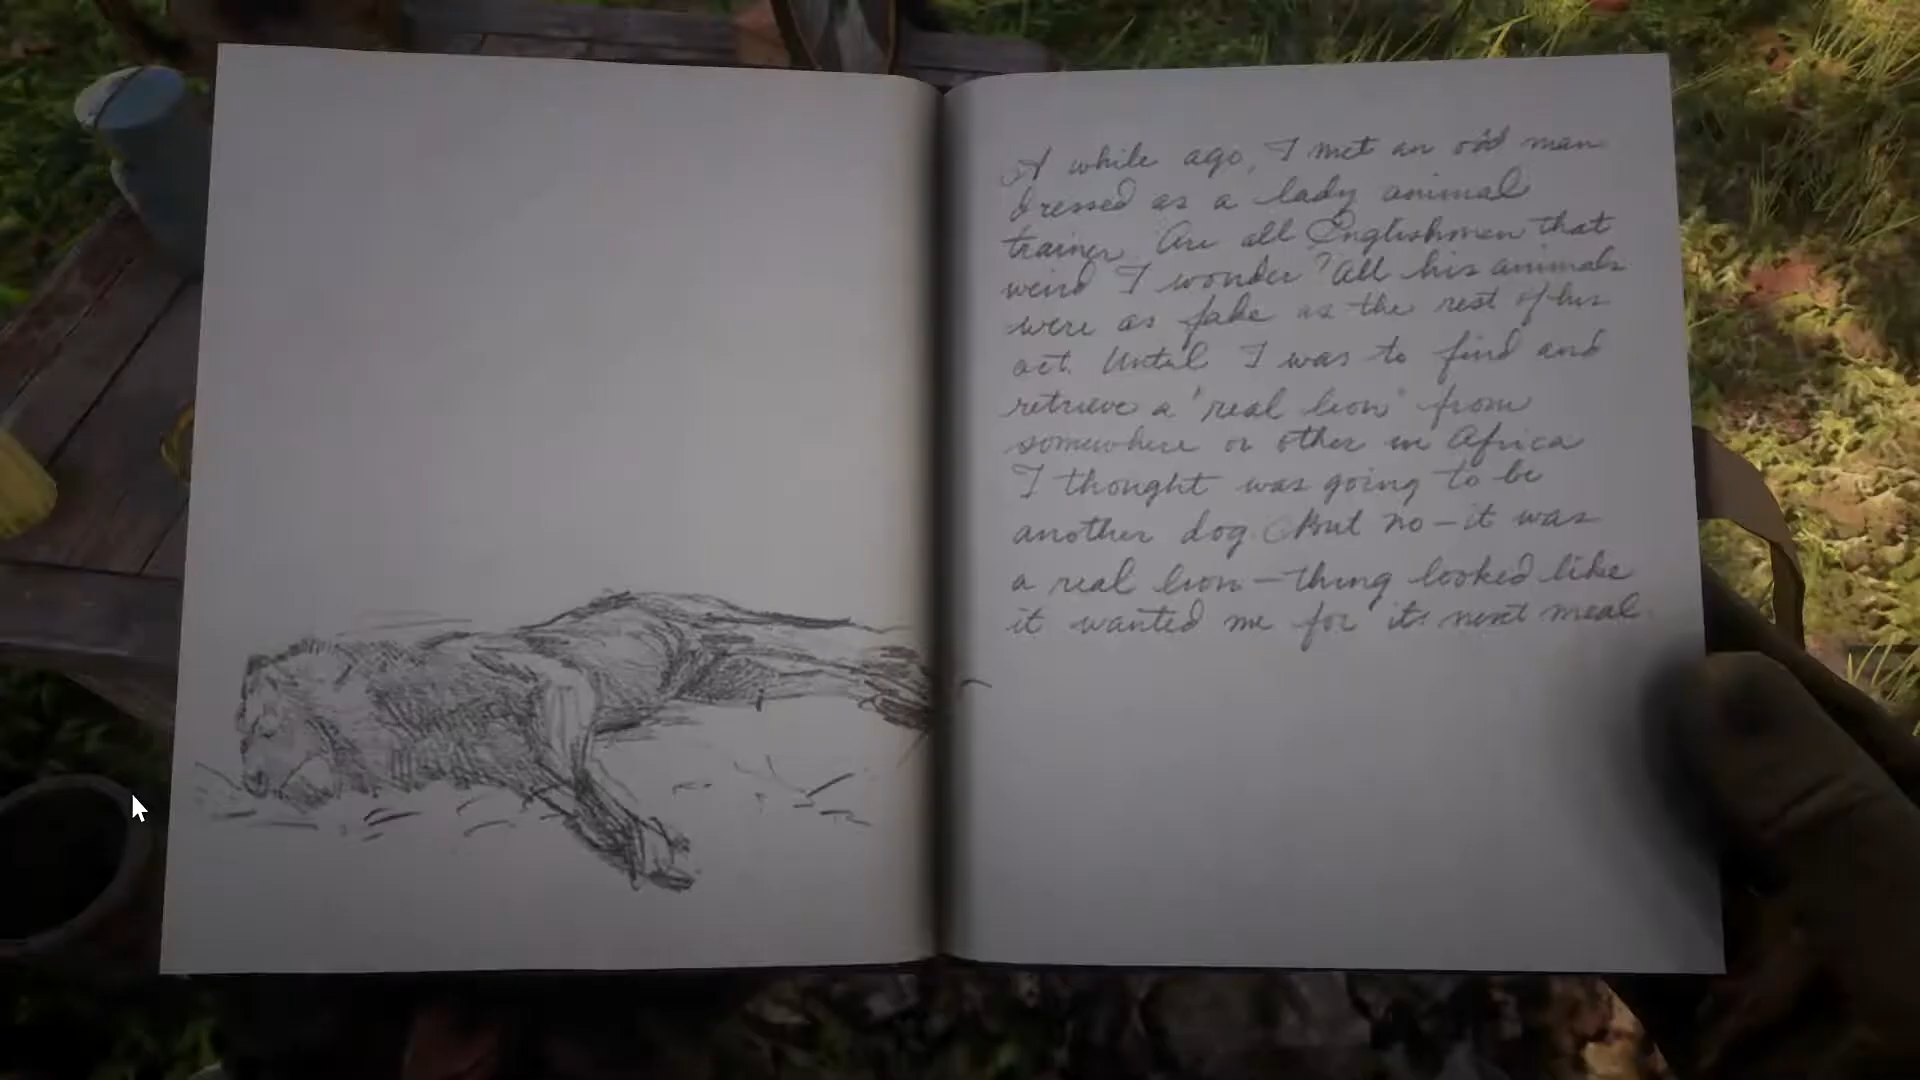 A while ago, I met an odd man
dressed as a lady animal
trainer. Are all Englishmen that
weird I wonder? All his animals
were as fake as the rest of his
act. Until I was to find and
retrieve a 'real lion' from
somewhere or other in Africa
I thought was going to be
another dog. But no – it was
a real lion – thing looked like
it wanted me for its next meal.